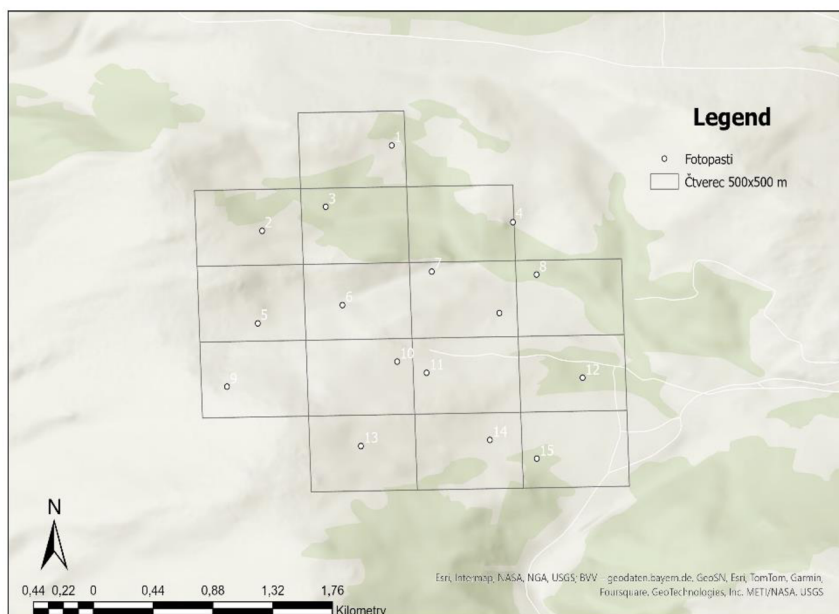 Legend
Fotopasti
Čtverec 500x500 m
1
2
3
4
5
6
7
8
9
10
11
12
13
14
15
N
0,44 0,22 0 0,44 0,88 1,32 1,76
Kilometry
Esri, Intermap, NASA, NGA, USGS; BVV - geodaten.bayern.de, GeoSN, Esri, TomTom, Garmin,
Foursquare, GeoTechnologies, Inc, METI/NASA, USGS